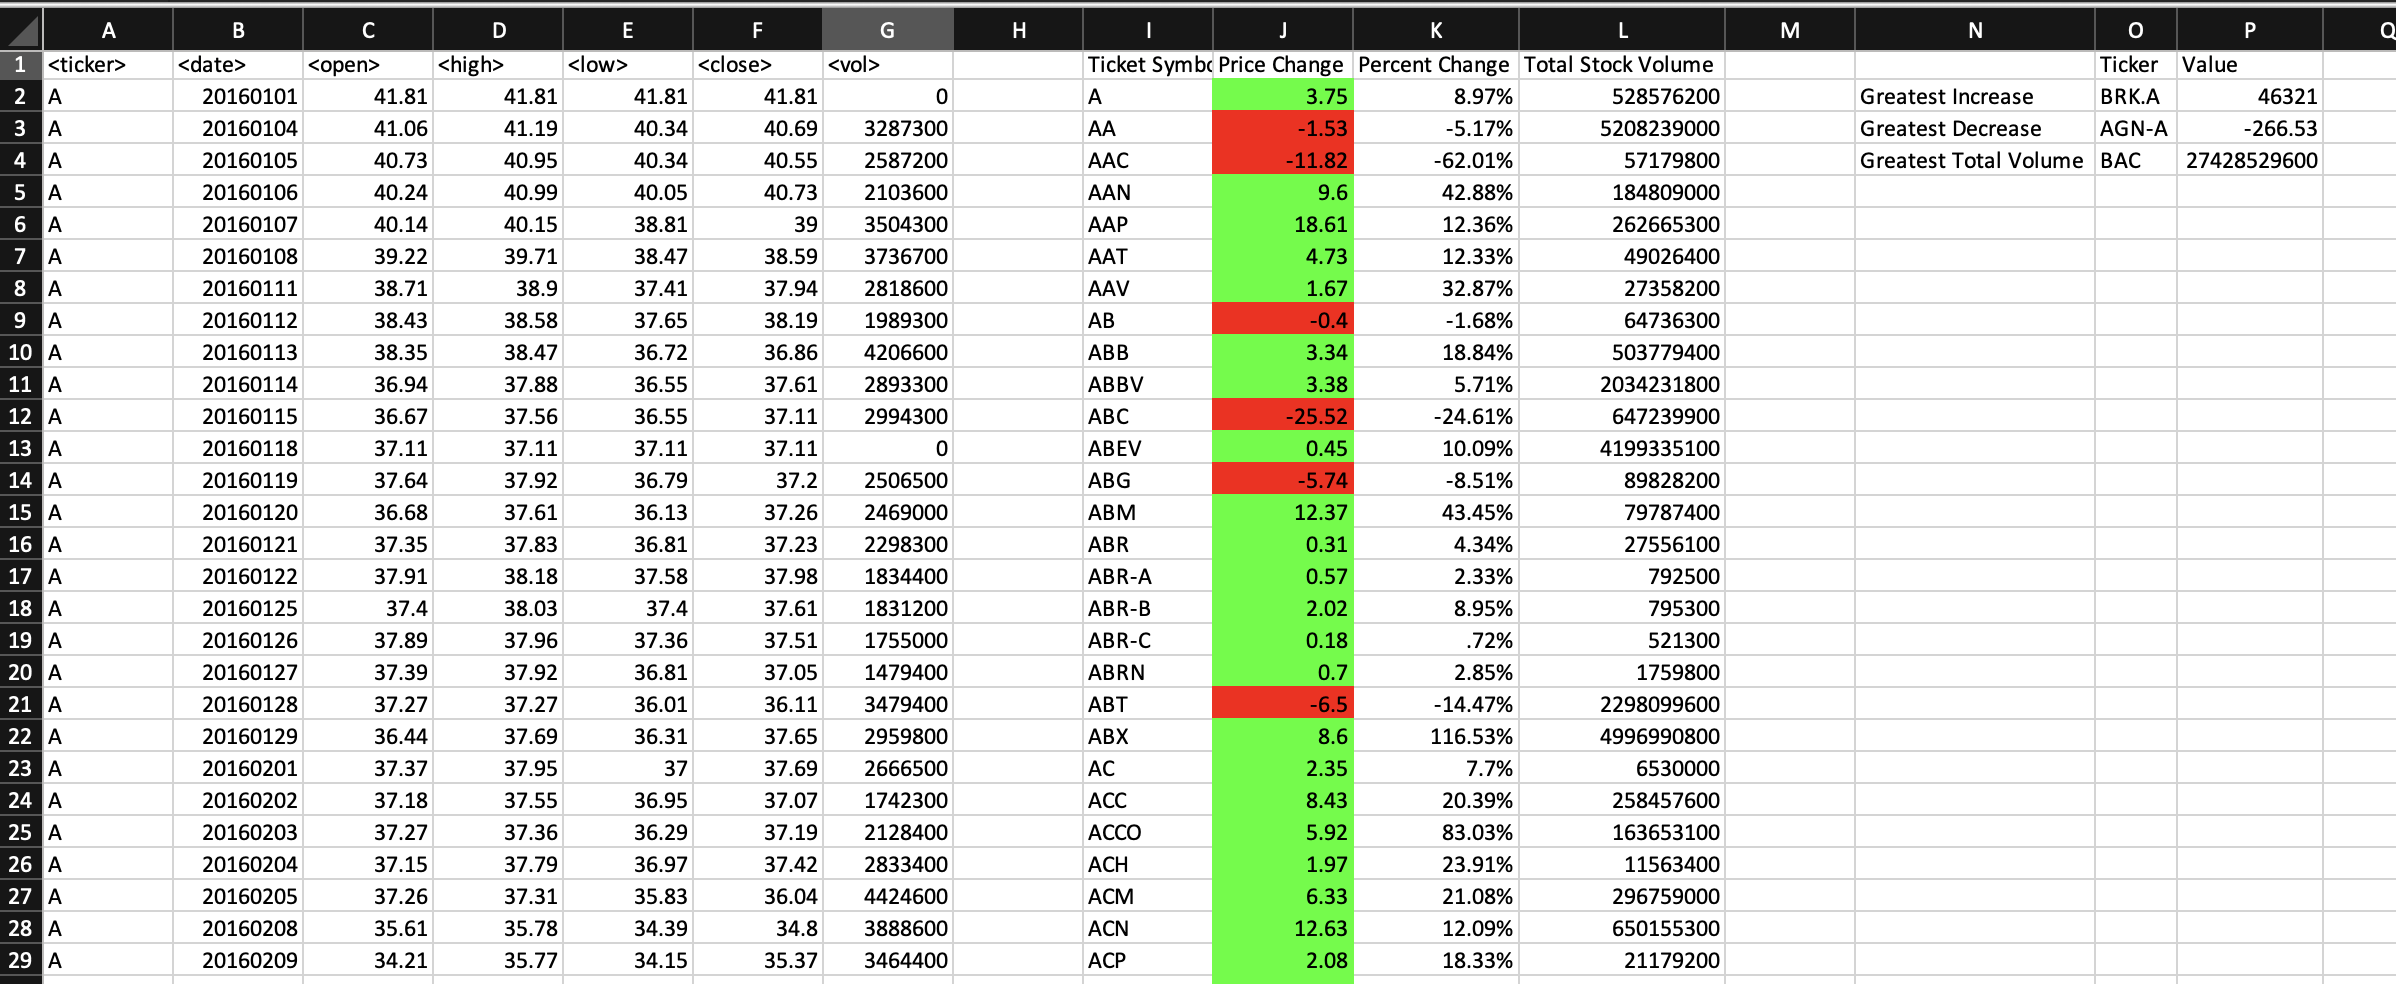 A B C D E F G H I J K L M N O P Q
1 <ticker> <date> <open> <high> <low> <close> <vol> Ticket Symbo Price Change Percent Change Total Stock Volume Ticker Value
2 A 20160101 41.81 41.81 41.81 41.81 0 A 3.75 8.97% 528576200 Greatest Increase BRK.A 46321
3 A 20160104 41.06 41.19 40.34 40.69 3287300 AA -1.53 -5.17% 5208239000 Greatest Decrease AGN-A -266.53
4 A 20160105 40.73 40.95 40.34 40.55 2587200 AAC -11.82 -62.01% 57179800 Greatest Total Volume BAC 27428529600
5 A 20160106 40.24 40.99 40.05 40.73 2103600 AAN 9.6 42.88% 184809000
6 A 20160107 40.14 40.15 38.81 39 3504300 AAP 18.61 12.36% 262665300
7 A 20160108 39.22 39.71 38.47 38.59 3736700 AAT 4.73 12.33% 49026400
8 A 20160111 38.71 38.9 37.41 37.94 2818600 AAV 1.67 32.87% 27358200
9 A 20160112 38.43 38.58 37.65 38.19 1989300 AB -0.4 -1.68% 64736300
10 A 20160113 38.35 38.47 36.72 36.86 4206600 ABB 3.34 18.84% 503779400
11 A 20160114 36.94 37.88 36.55 37.61 2893300 ABBV 3.38 5.71% 2034231800
12 A 20160115 36.67 37.56 36.55 37.11 2994300 ABC -25.52 -24.61% 647239900
13 A 20160118 37.11 37.11 37.11 37.11 0 ABEV 0.45 10.09% 4199335100
14 A 20160119 37.64 37.92 36.79 37.2 2506500 ABG -5.74 -8.51% 89828200
15 A 20160120 36.68 37.61 36.13 37.26 2469000 ABM 12.37 43.45% 79787400
16 A 20160121 37.35 37.83 36.81 37.23 2298300 ABR 0.31 4.34% 27556100
17 A 20160122 37.91 38.18 37.58 37.98 1834400 ABR-A 0.57 2.33% 792500
18 A 20160125 37.4 38.03 37.4 37.61 1831200 ABR-B 2.02 8.95% 795300
19 A 20160126 37.89 37.96 37.36 37.51 1755000 ABR-C 0.18 .72% 521300
20 A 20160127 37.39 37.92 36.81 37.05 1479400 ABRN 0.7 2.85% 1759800
21 A 20160128 37.27 37.27 36.01 36.11 3479400 ABT -6.5 -14.47% 2298099600
22 A 20160129 36.44 37.69 36.31 37.65 2959800 ABX 8.6 116.53% 4996990800
23 A 20160201 37.37 37.95 37 37.69 2666500 AC 2.35 7.7% 6530000
24 A 20160202 37.18 37.55 36.95 37.07 1742300 ACC 8.43 20.39% 258457600
25 A 20160203 37.27 37.36 36.29 37.19 2128400 ACCO 5.92 83.03% 163653100
26 A 20160204 37.15 37.79 36.97 37.42 2833400 ACH 1.97 23.91% 11563400
27 A 20160205 37.26 37.31 35.83 36.04 4424600 ACM 6.33 21.08% 296759000
28 A 20160208 35.61 35.78 34.39 34.8 3888600 ACN 12.63 12.09% 650155300
29 A 20160209 34.21 35.77 34.15 35.37 3464400 ACP 2.08 18.33% 21179200